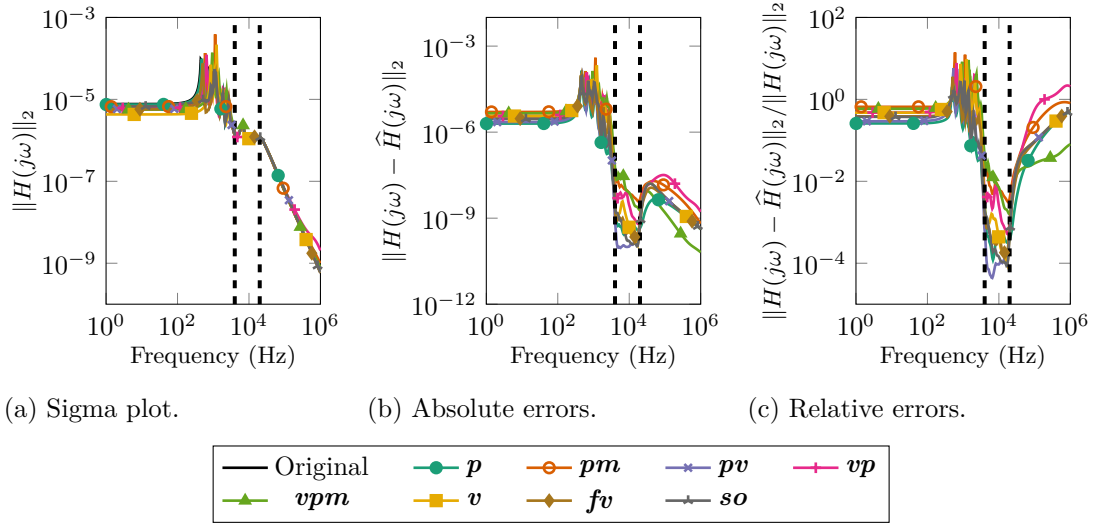 10^{-3}
10^{-5}
10^{-7}
10^{-9}
10^0 10^2 10^4 10^6
Frequency (Hz)
∥H(jω)∥_2
(a) Sigma plot.
10^{-3}
10^{-6}
10^{-9}
10^{-12}
10^0 10^2 10^4 10^6
Frequency (Hz)
∥H(jω) − \widehat{H}(jω)∥_2
(b) Absolute errors.
10^2
10^0
10^{-2}
10^{-4}
10^0 10^2 10^4 10^6
Frequency (Hz)
∥H(jω) − \widehat{H}(jω)∥_2/∥H(jω)∥_2
(c) Relative errors.
Original p pm pv vp
vpm v fv so